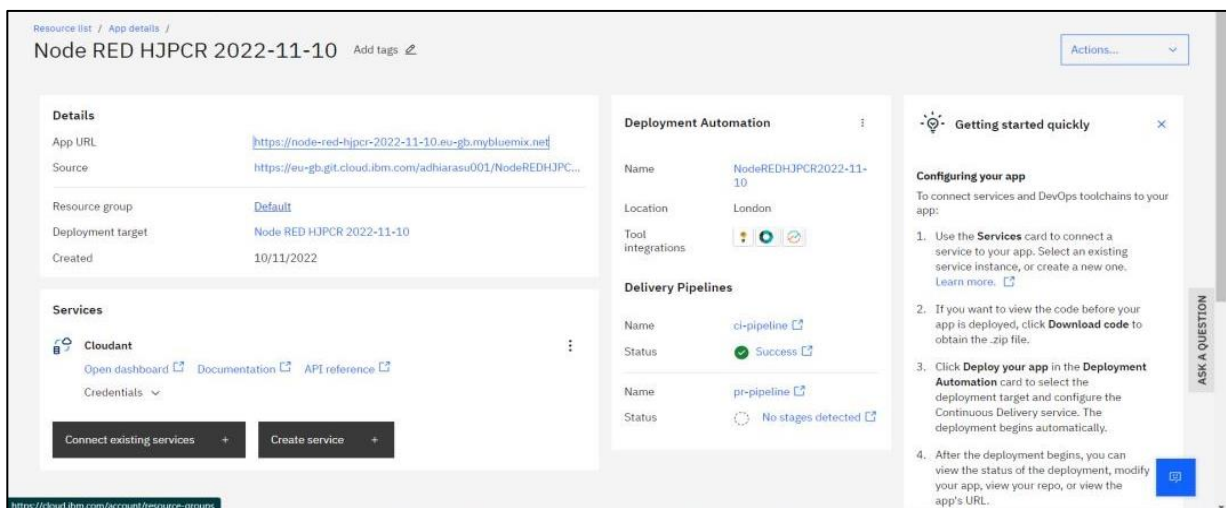 Resource list / App details /
Node RED HJPCR 2022-11-10 Add tags
Actions...
Details
App URL https://node-red-hjpcr-2022-11-10.eu-gb.mybluemix.net
Source https://eu-gb.git.cloud.ibm.com/adhiarasu001/NodeREDHJPC...
Resource group Default
Deployment target Node RED HJPCR 2022-11-10
Created 10/11/2022
Services
Cloudant
Open dashboard Documentation API reference
Credentials
Connect existing services +
Create service +
Deployment Automation
Name NodeREDHJPCR2022-11-
10
Location London
Tool
integrations
Delivery Pipelines
Name ci-pipeline
Status Success
Name pr-pipeline
Status No stages detected
Getting started quickly
Configuring your app
To connect services and DevOps toolchains to your
app:
1. Use the Services card to connect a
service to your app. Select an existing
service instance, or create a new one.
Learn more.
2. If you want to view the code before your
app is deployed, click Download code to
obtain the .zip file.
3. Click Deploy your app in the Deployment
Automation card to select the
deployment target and configure the
Continuous Delivery service. The
deployment begins automatically.
4. After the deployment begins, you can
view the status of the deployment, modify
your app, view your repo, or view the
app's URL.
ASK A QUESTION
https://cloud.ibm.com/account/resource-groups